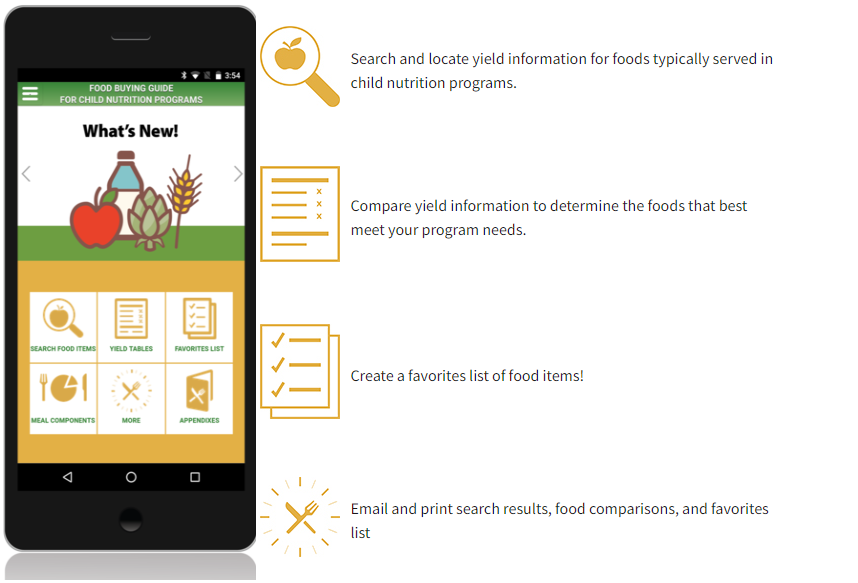 3:54
FOOD BUYING GUIDE
FOR CHILD NUTRITION PROGRAMS
What's New!
SEARCH FOOD ITEMS
YIELD TABLES
FAVORITES LIST
MEAL COMPONENTS
MORE
APPENDIXES
Search and locate yield information for foods typically served in
child nutrition programs.
Compare yield information to determine the foods that best
meet your program needs.
Create a favorites list of food items!
Email and print search results, food comparisons, and favorites
list